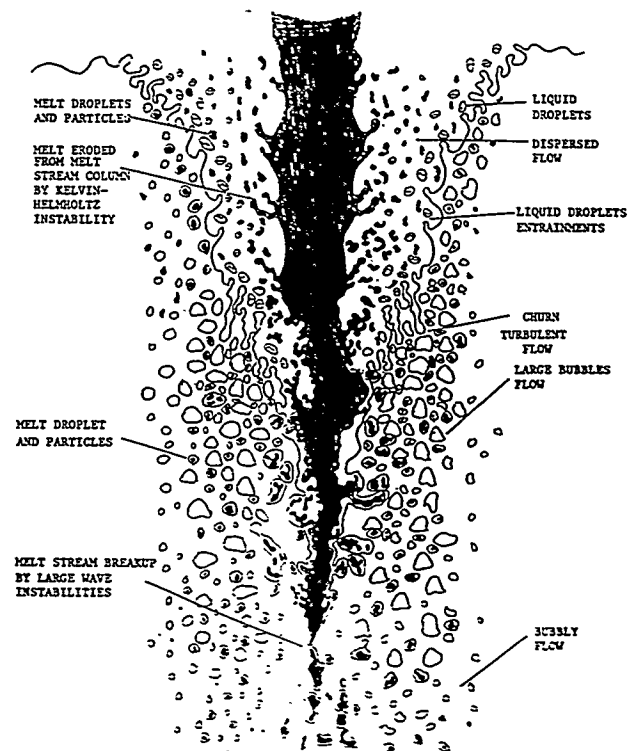 MELT DROPLETS
AND PARTICLES
MELT ERODED
FROM MELT
STREAM COLUMN
BY KELVIN-
HELMHOLTZ
INSTABILITY
MELT DROPLET
AND PARTICLES
MELT STREAM BREAKUP
BY LARGE WAVE
INSTABILITIES
LIQUID
DROPLETS
DISPERSED
FLOW
LIQUID DROPLETS
ENTRAINMENTS
CHURN
TURBULENT
FLOW
LARGE BUBBLES
FLOW
BUBBLY
FLOW